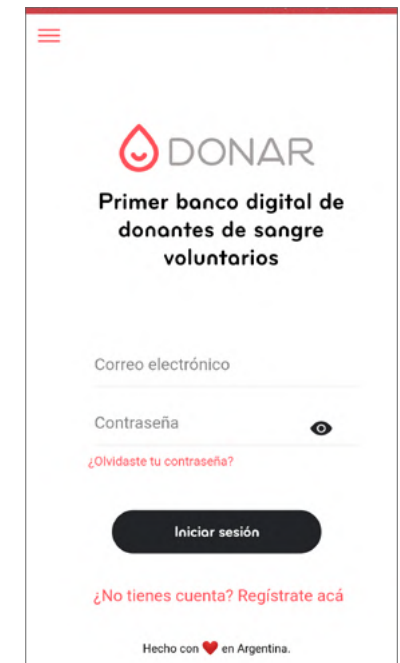 DONAR
Primer banco digital de
donantes de sangre
voluntarios
Correo electrónico
Contraseña
¿Olvidaste tu contraseña?
Iniciar sesión
¿No tienes cuenta? Regístrate acá
Hecho con ❤️ en Argentina.